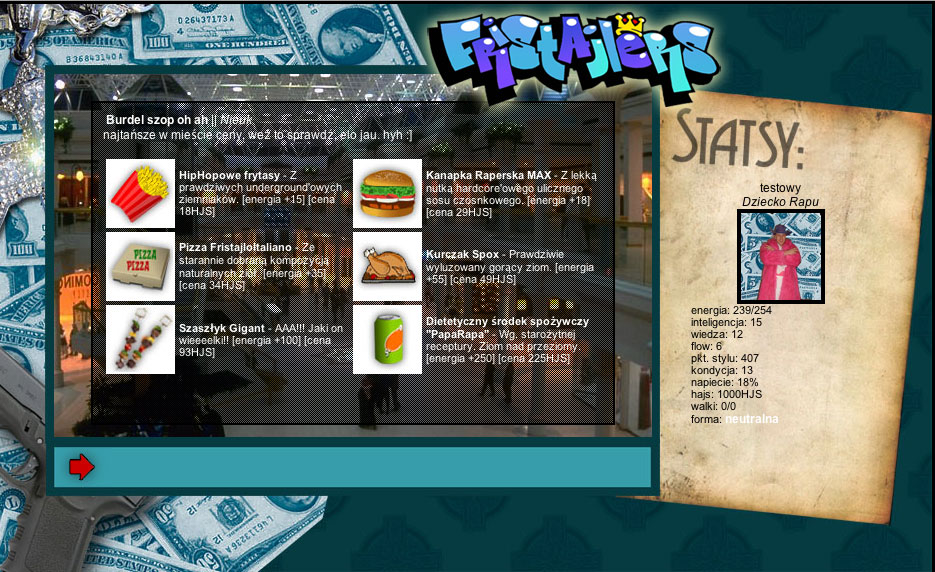 FRiStAjlERS
Burdel szop oh ah || Nieuk
najtańsze w mieście ceny, weź to sprawdź, elo jau. hyh :]
HipHopowe frytasy - Z
prawdziwych underground'owych
ziemniaków. [energia +15] [cena
18HJS]
Kanapka Raperska MAX - Z lekką
nutką hardcore'owego ulicznego
sosu czosnkowego. [energia +18]
[cena 29HJS]
PIZZA
PIZZA
Pizza FristajloItaliano - Ze
starannie dobraną kompozycją
naturalnych ziół. [energia +35]
[cena 34HJS]
Kurczak Spox - Prawdziwie
wyluzowany gorący ziom. [energia
+55] [cena 49HJS]
Szaszłyk Gigant - AAA!!! Jaki on
wieeeelki!! [energia +100] [cena
93HJS]
Dietetyczny środek spożywczy
"PapaRapa" - Wg. starożytnej
receptury. Ziom nad przeziomy.
[energia +250] [cena 225HJS]
STATSY:
testowy
Dziecko Rapu
energia: 239/254
inteligencja: 15
wiedza: 12
flow: 6
pkt. stylu: 407
kondycja: 13
napiecie: 18%
hajs: 1000HJS
walki: 0/0
forma: neutralna